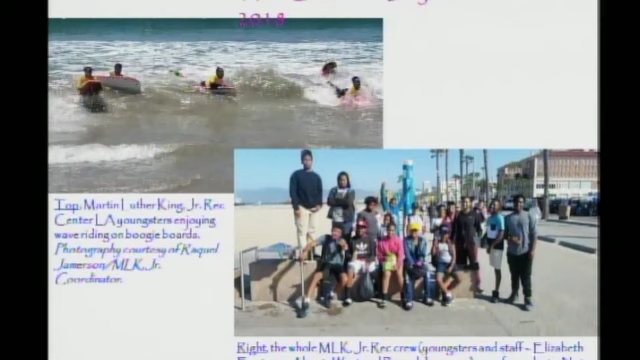 2018
Top, Martin Luther King, Jr. Rec
Center LA youngsters enjoying
wave riding on boogie boards.
Photography courtesy of Raquel
Jamerson/MLK, Jr.
Coordinator.
Right, the whole MLK, Jr. Rec crew (youngsters and staff – Elizabeth